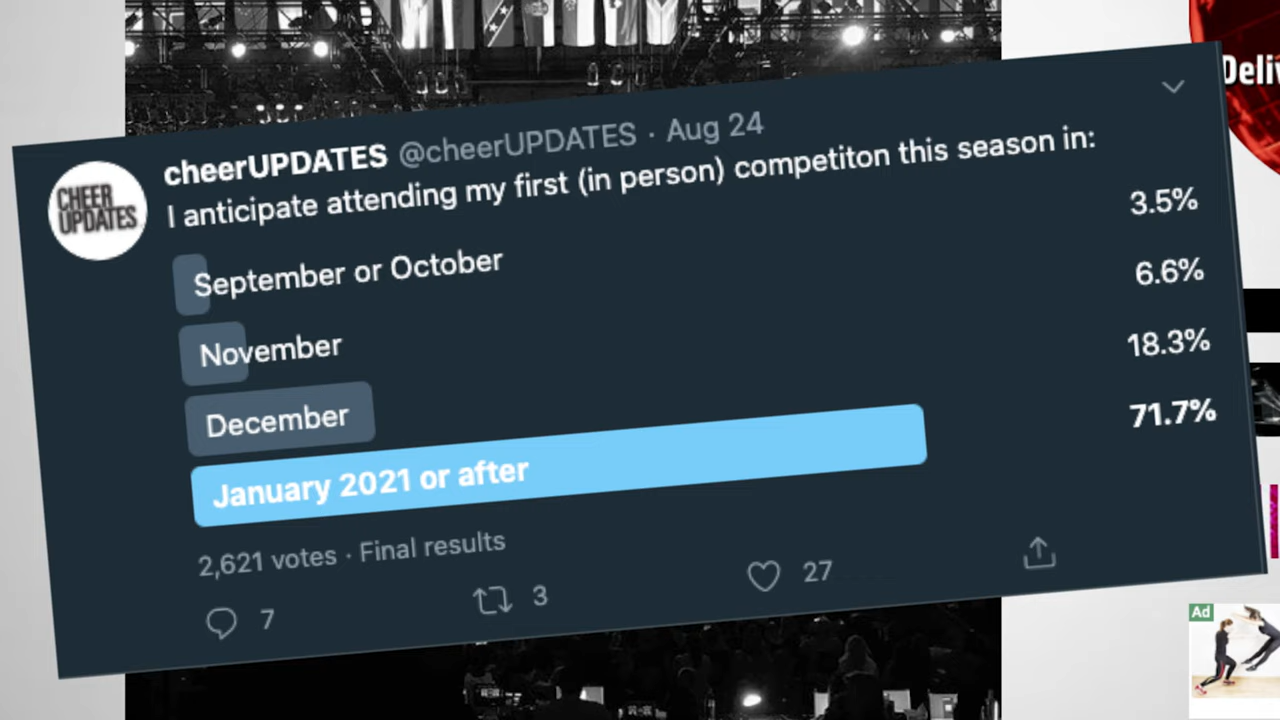 Deliv
CHEER
UPDATES
cheerUPDATES @cheerUPDATES · Aug 24
I anticipate attending my first (in person) competiton this season in:
September or October 3.5%
November 6.6%
December 18.3%
January 2021 or after 71.7%
2,621 votes · Final results
7 3 27
Ad